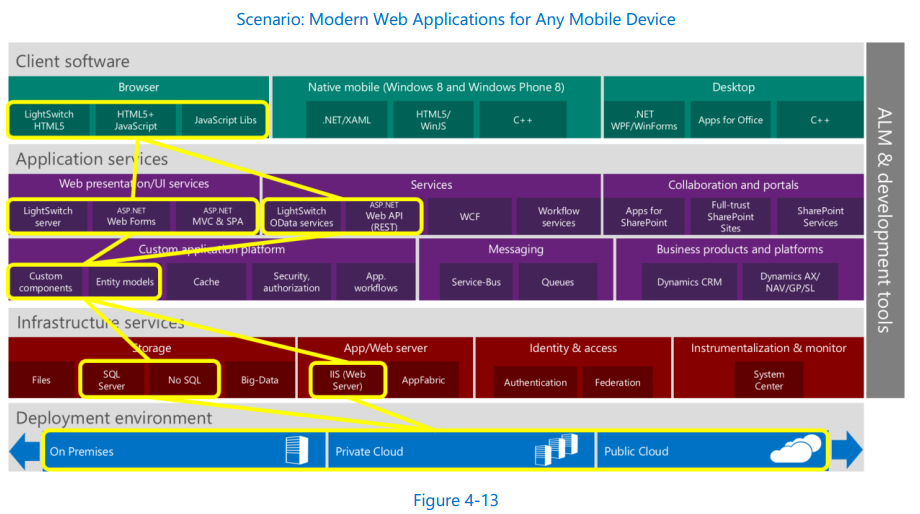 Scenario: Modern Web Applications for Any Mobile Device
Client software
Browser
Native mobile (Windows 8 and Windows Phone 8)
Desktop
LightSwitch
HTML5
HTML5+
JavaScript
JavaScript Libs
.NET/XAML
HTML5/
WinJS
C++
.NET
WPF/WinForms
Apps for Office
C++
Application services
Web presentation/UI services
Services
Collaboration and portals
LightSwitch
server
ASP.NET
Web Forms
ASP.NET
MVC & SPA
LightSwitch
OData services
ASP.NET
Web API
(REST)
WCF
Workflow
services
Apps for
SharePoint
Full-trust
SharePoint
Sites
SharePoint
Services
Custom application platform
Messaging
Business products and platforms
Custom
components
Entity models
Cache
Security,
authorization
App.
workflows
Service-Bus
Queues
Dynamics CRM
Dynamics AX/
NAV/GP/SL
Infrastructure services
Storage
App/Web server
Identity & access
Instrumentalization & monitor
Files
SQL
Server
No SQL
Big-Data
IIS (Web
Server)
AppFabric
Authentication
Federation
System
Center
Deployment environment
On Premises
Private Cloud
Public Cloud
ALM & development tools
Figure 4-13